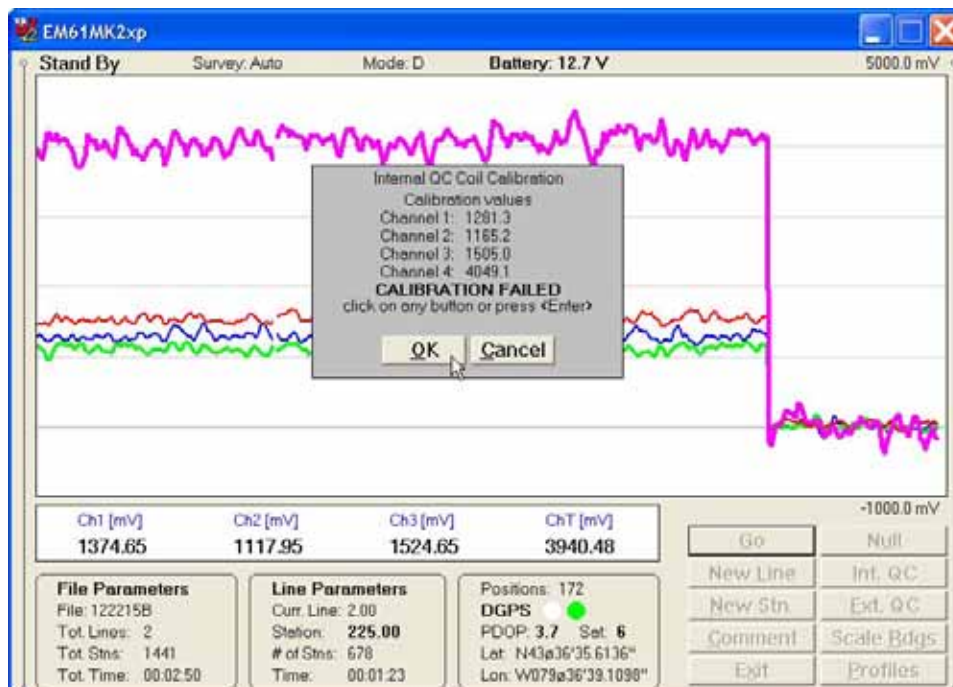 EM61MK2xp
Stand By Survey: Auto Mode: D Battery: 12.7 V 5000.0 mV
Internal QC Coil Calibration
Calibration values
Channel 1: 1281.3
Channel 2: 1165.2
Channel 3: 1505.0
Channel 4: 4049.1
CALIBRATION FAILED
click on any button or press <Enter>
OK Cancel
-1000.0 mV
Ch1 [mV] Ch2 [mV] Ch3 [mV] ChT [mV]
1374.65 1117.95 1524.65 3940.48
Go Null
New Line Int. QC
New Stn. Ext. QC
Comment Scale Rdgs
Exit Profiles
File Parameters
File: 122215B
Tot. Lines: 2
Tot. Stns: 1441
Tot. Time: 00:02:50
Line Parameters
Curr. Line: 2.00
Station: 225.00
# of Stns: 678
Time: 00:01:23
Positions: 172
DGPS
PDOP: 3.7 Sat: 6
Lat: N43ø36'35.6136"
Lon: W079ø36'39.1098"